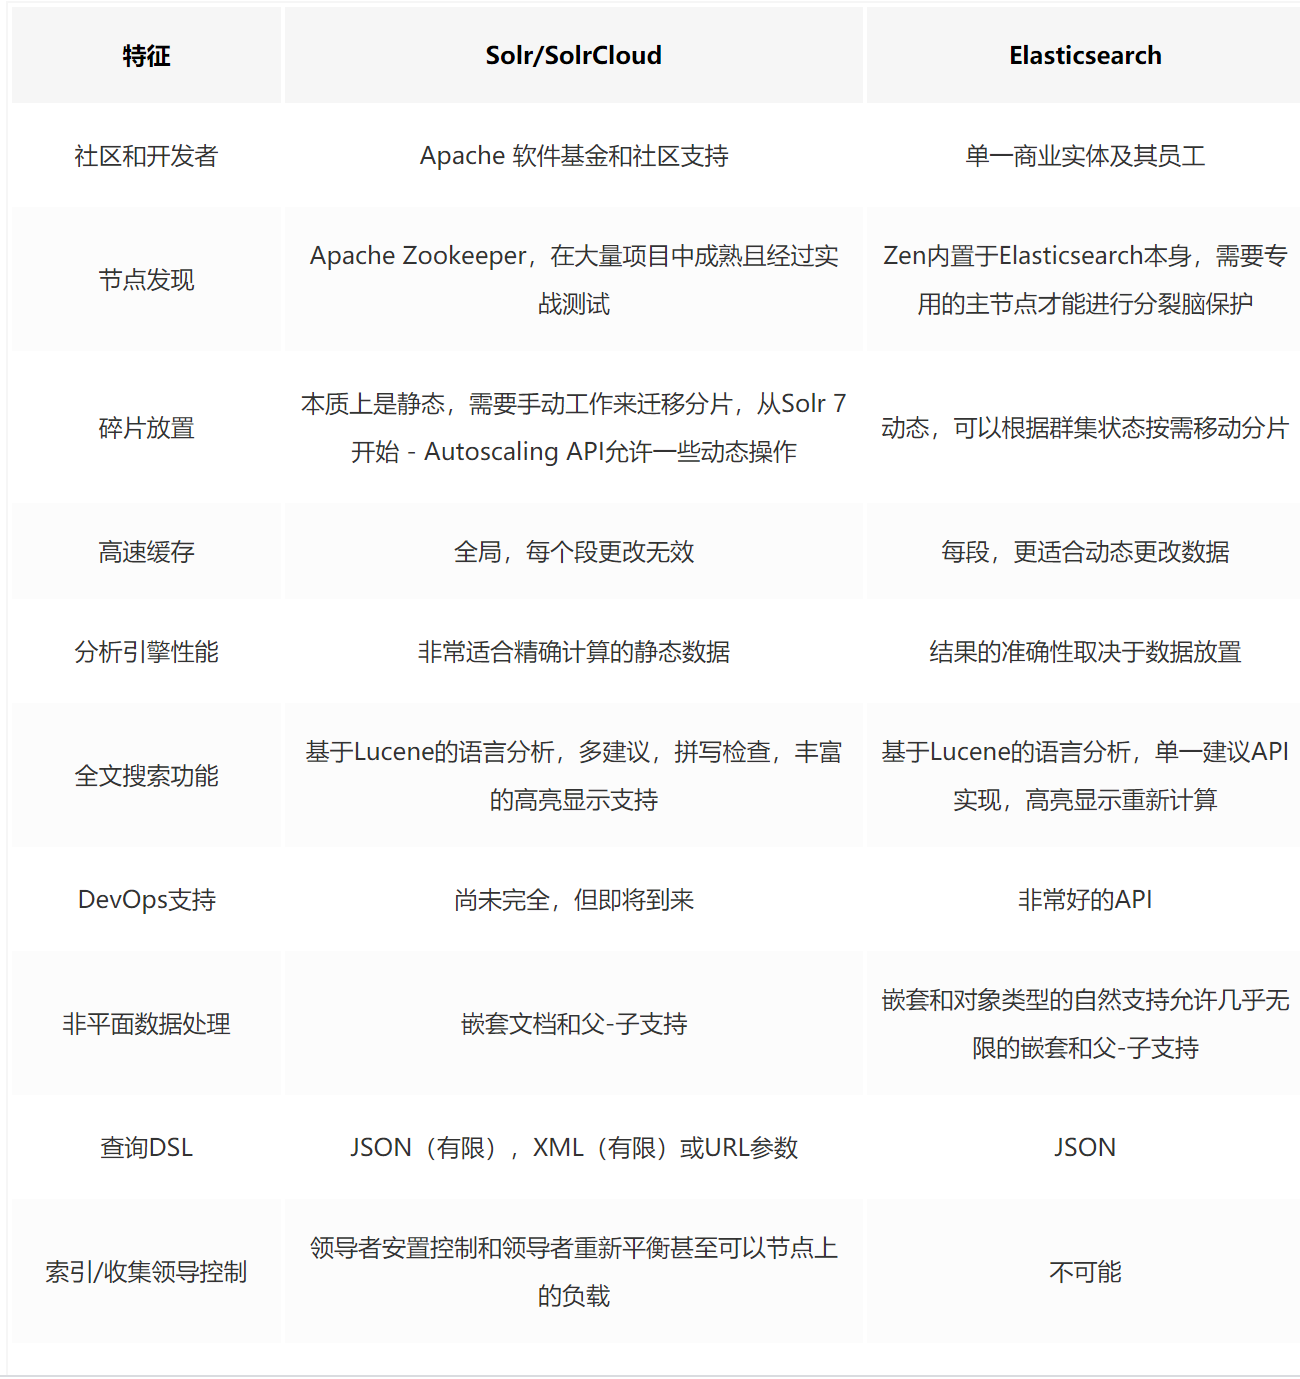 特征
Solr/SolrCloud
Elasticsearch
社区和开发者
Apache 软件基金和社区支持
单一商业实体及其员工
节点发现
Apache Zookeeper，在大量项目中成熟且经过实
战测试
Zen内置于Elasticsearch本身，需要专
用的主节点才能进行分裂脑保护
碎片放置
本质上是静态，需要手动工作来迁移分片，从Solr 7
开始 - Autoscaling API允许一些动态操作
动态，可以根据群集状态按需移动分片
高速缓存
全局，每个段更改无效
每段，更适合动态更改数据
分析引擎性能
非常适合精确计算的静态数据
结果的准确性取决于数据放置
全文搜索功能
基于Lucene的语言分析，多建议，拼写检查，丰富
的高亮显示支持
基于Lucene的语言分析，单一建议API
实现，高亮显示重新计算
DevOps支持
尚未完全，但即将到来
非常好的API
非平面数据处理
嵌套文档和父-子支持
嵌套和对象类型的自然支持允许几乎无
限的嵌套和父-子支持
查询DSL
JSON（有限），XML（有限）或URL参数
JSON
索引/收集领导控制
领导者安置控制和领导者重新平衡甚至可以节点上
的负载
不可能